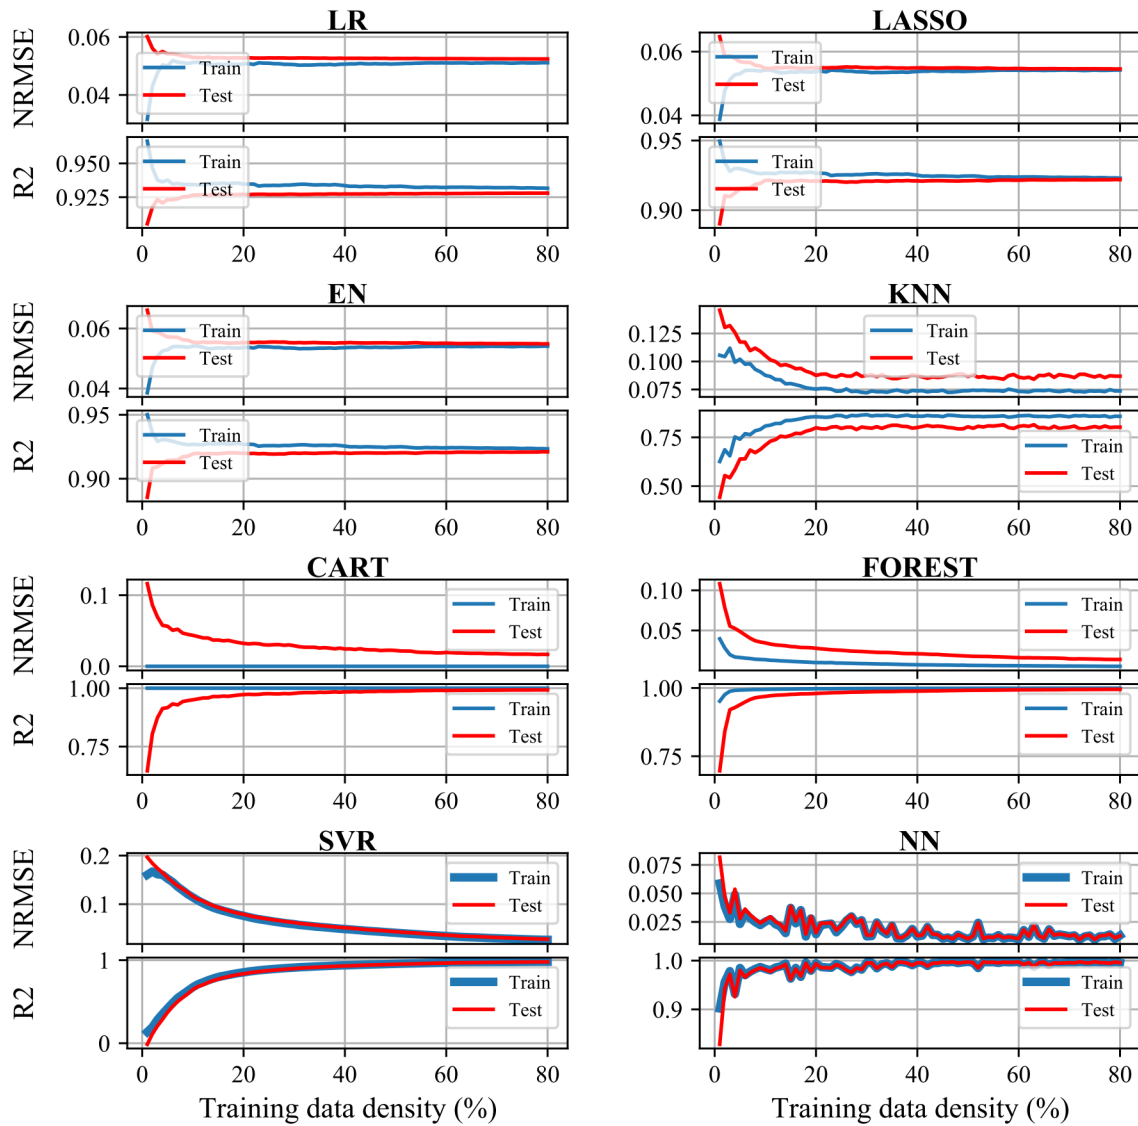 LR
NRMSE
0.06
0.04
Train
Test
R2
0.950
0.925
Train
Test
0 20 40 60 80
LASSO
0.06
0.04
Train
Test
0.95
0.90
Train
Test
0 20 40 60 80
EN
NRMSE
0.06
0.04
Train
Test
R2
0.95
0.90
Train
Test
0 20 40 60 80
KNN
0.125
0.100
0.075
Train
Test
0.75
0.50
Train
Test
0 20 40 60 80
CART
NRMSE
0.1
0.0
Train
Test
R2
1.00
0.75
Train
Test
0 20 40 60 80
FOREST
0.10
0.05
Train
Test
1.00
0.75
Train
Test
0 20 40 60 80
SVR
NRMSE
0.2
0.1
Train
Test
R2
1
0
Train
Test
0 20 40 60 80
Training data density (%)
NN
0.075
0.050
0.025
Train
Test
1.0
0.9
Train
Test
0 20 40 60 80
Training data density (%)